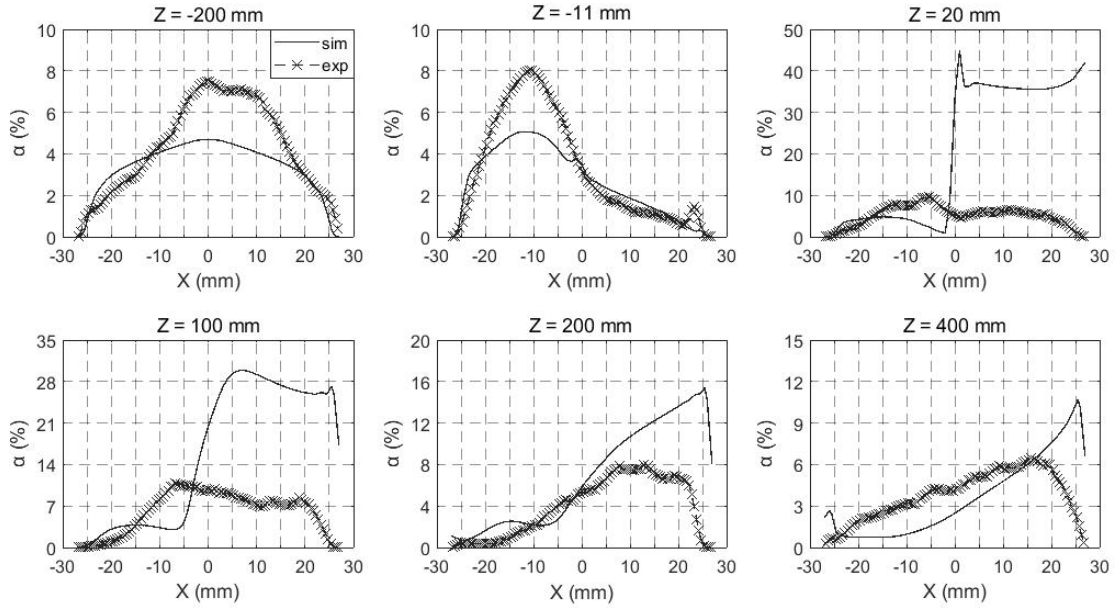 Z = -200 mm
10
8
6
4
2
0
α (%)
sim
exp
-30 -20 -10 0 10 20 30
X (mm)
Z = -11 mm
10
8
6
4
2
0
α (%)
-30 -20 -10 0 10 20 30
X (mm)
Z = 20 mm
50
40
30
20
10
0
α (%)
-30 -20 -10 0 10 20 30
X (mm)
Z = 100 mm
35
28
21
14
7
0
α (%)
-30 -20 -10 0 10 20 30
X (mm)
Z = 200 mm
20
16
12
8
4
0
α (%)
-30 -20 -10 0 10 20 30
X (mm)
Z = 400 mm
15
12
9
6
3
0
α (%)
-30 -20 -10 0 10 20 30
X (mm)